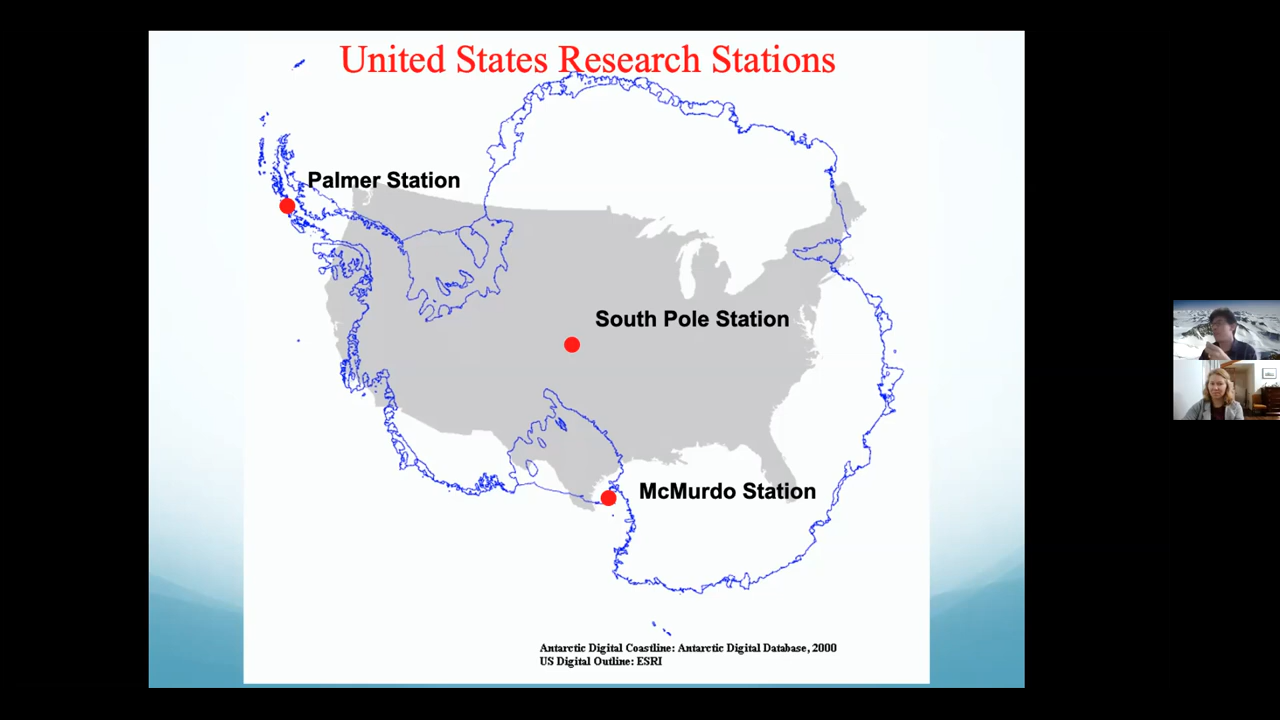 United States Research Stations
Palmer Station
South Pole Station
McMurdo Station
Antarctic Digital Coastline: Antarctic Digital Database, 2000
US Digital Outline: ESRI